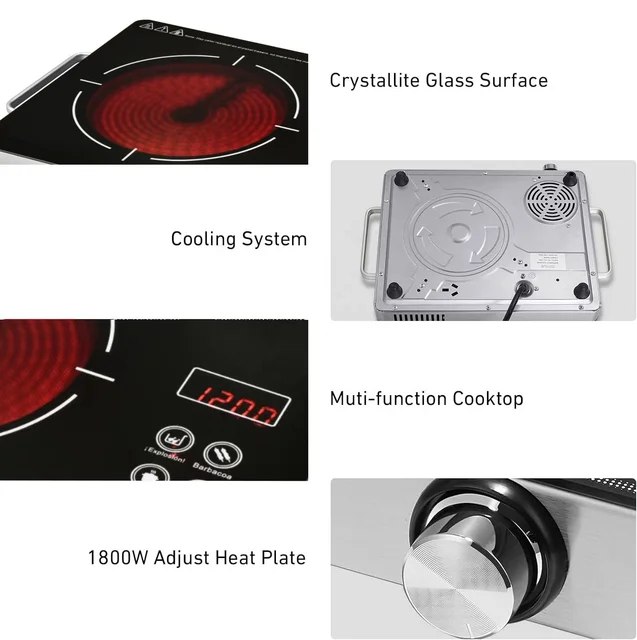 Crystallite Glass Surface
Cooling System
1200
Muti-function Cooktop
¡Explosion!
Barbacoa
1800W Adjust Heat Plate